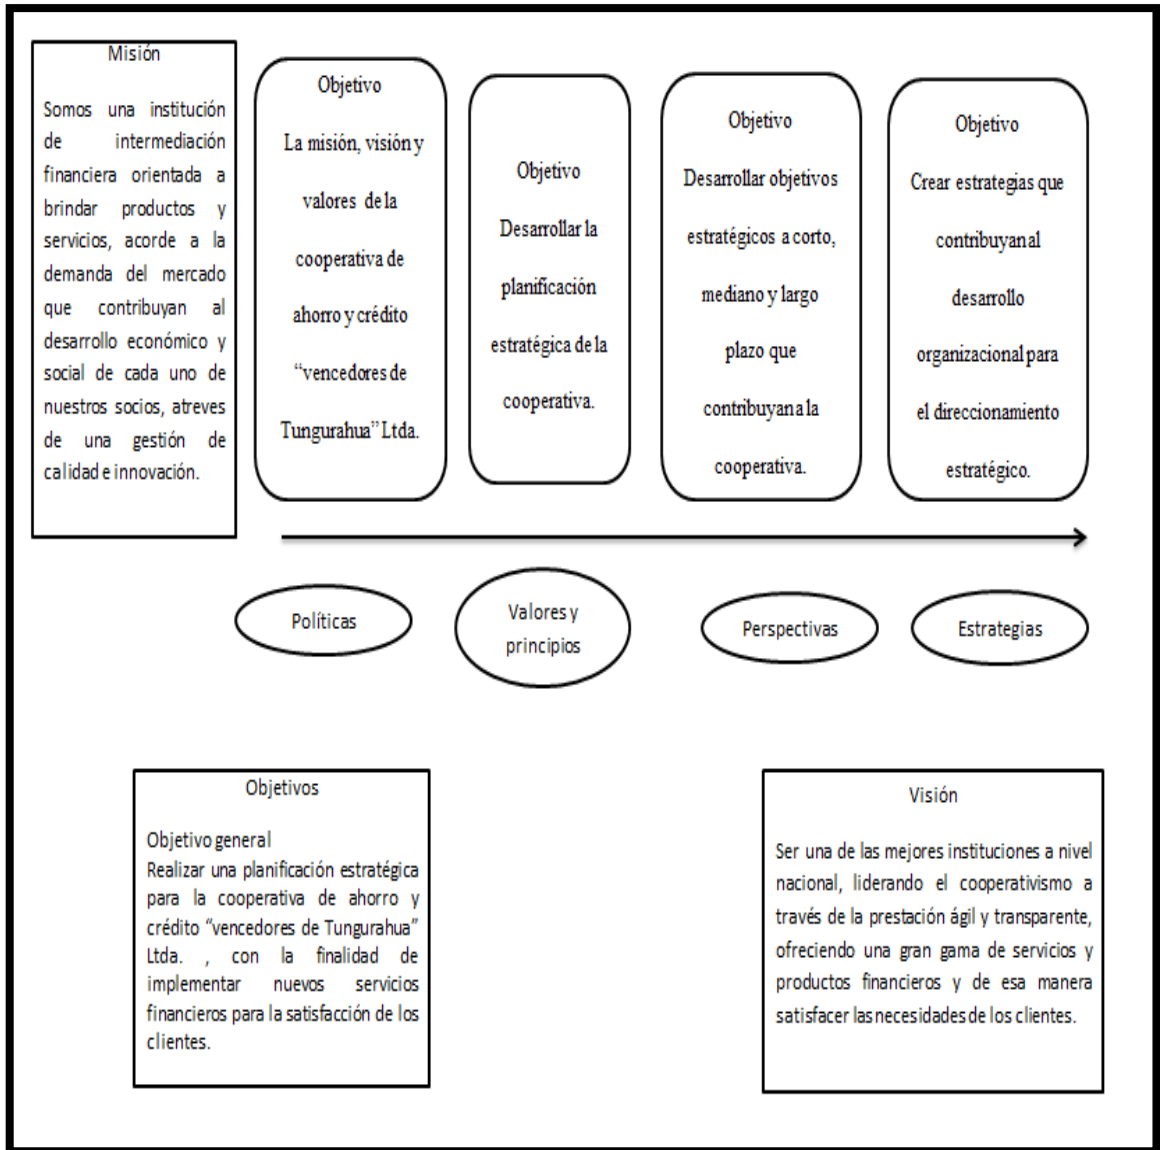 Misión
Somos una institución
de intermediación
financiera orientada a
brindar productos y
servicios, acorde a la
demanda del mercado
que contribuyan al
desarrollo económico y
social de cada uno de
nuestros socios, atreves
de una gestión de
calidad e innovación.
Objetivo
La misión, visión y
valores de la
cooperativa de
ahorro y crédito
“vencedores de
Tungurahua” Ltda.
Objetivo
Desarrollar la
planificación
estratégica de la
cooperativa.
Objetivo
Desarrollar objetivos
estratégicos a corto,
mediano y largo
plazo que
contribuyan a la
cooperativa.
Objetivo
Crear estrategias que
contribuyan al
desarrollo
organizacional para
el direccionamiento
estratégico.
Políticas
Valores y
principios
Perspectivas
Estrategias
Objetivos
Objetivo general
Realizar una planificación estratégica
para la cooperativa de ahorro y
crédito “vencedores de Tungurahua”
Ltda. , con la finalidad de
implementar nuevos servicios
financieros para la satisfacción de los
clientes.
Visión
Ser una de las mejores instituciones a nivel
nacional, liderando el cooperativismo a
través de la prestación ágil y transparente,
ofreciendo una gran gama de servicios y
productos financieros y de esa manera
satisfacer las necesidades de los clientes.